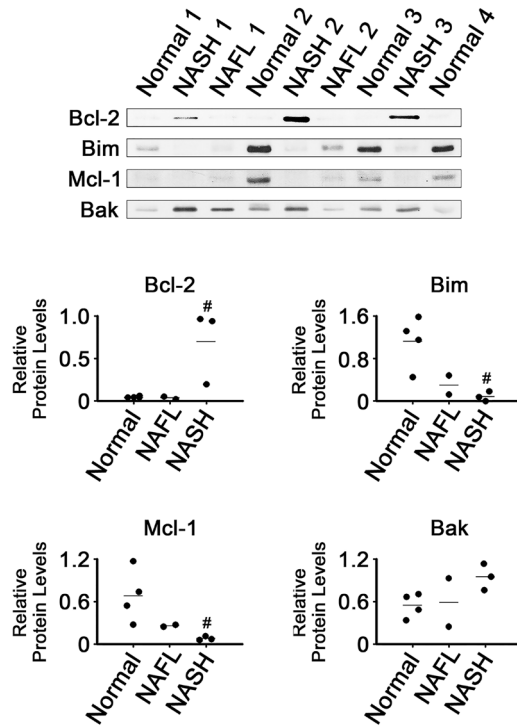 Normal 1 NASH 1 NAFL 1 Normal 2 NASH 2 NAFL 2 Normal 3 NASH 3 Normal 4
Bcl-2
Bim
Mcl-1
Bak
Bcl-2
Relative
Protein Levels
1.0
0.5
0
#
Normal NAFL NASH
Bim
Relative
Protein Levels
1.6
0.8
0
#
Normal NAFL NASH
Mcl-1
Relative
Protein Levels
1.2
0.6
0
#
Normal NAFL NASH
Bak
Relative
Protein Levels
1.2
0.6
0
Normal NAFL NASH